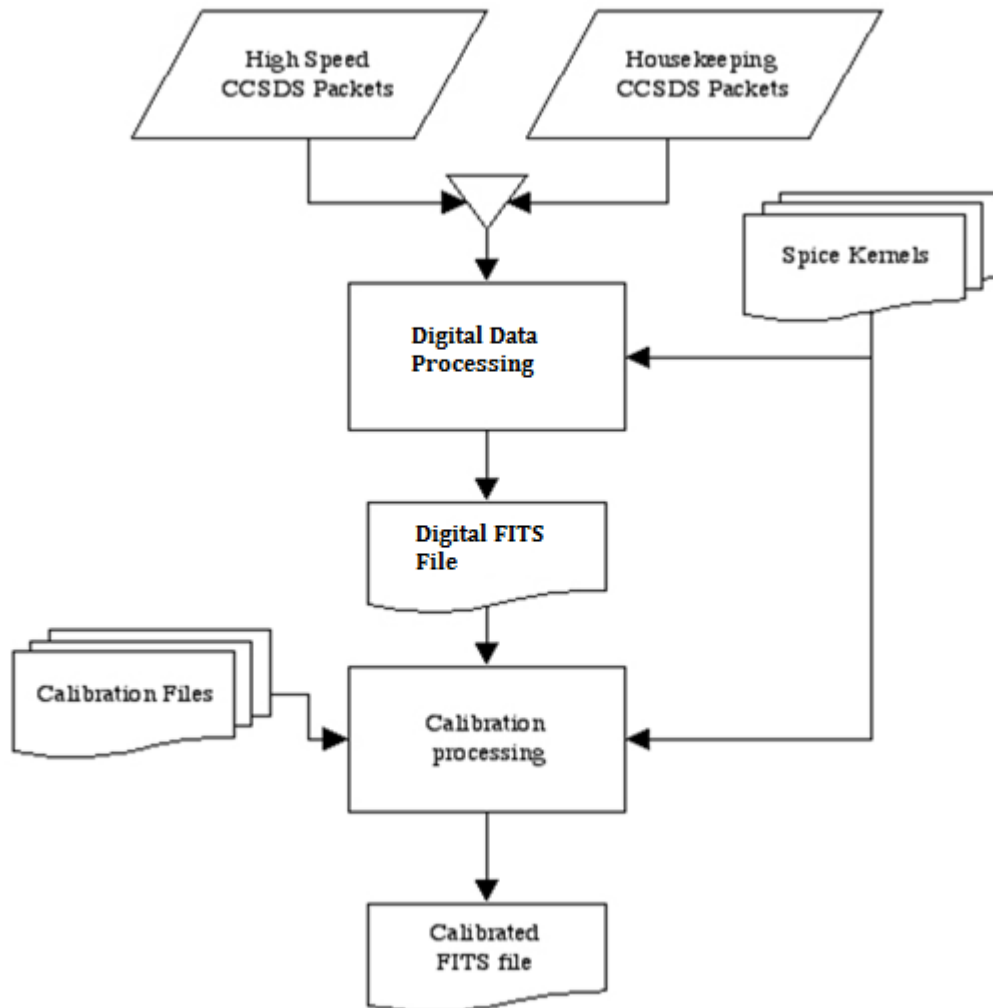 High Speed
CCSDS Packets
Housekeeping
CCSDS Packets
Spice Kernels
Digital Data
Processing
Digital FITS
File
Calibration Files
Calibration
processing
Calibrated
FITS file